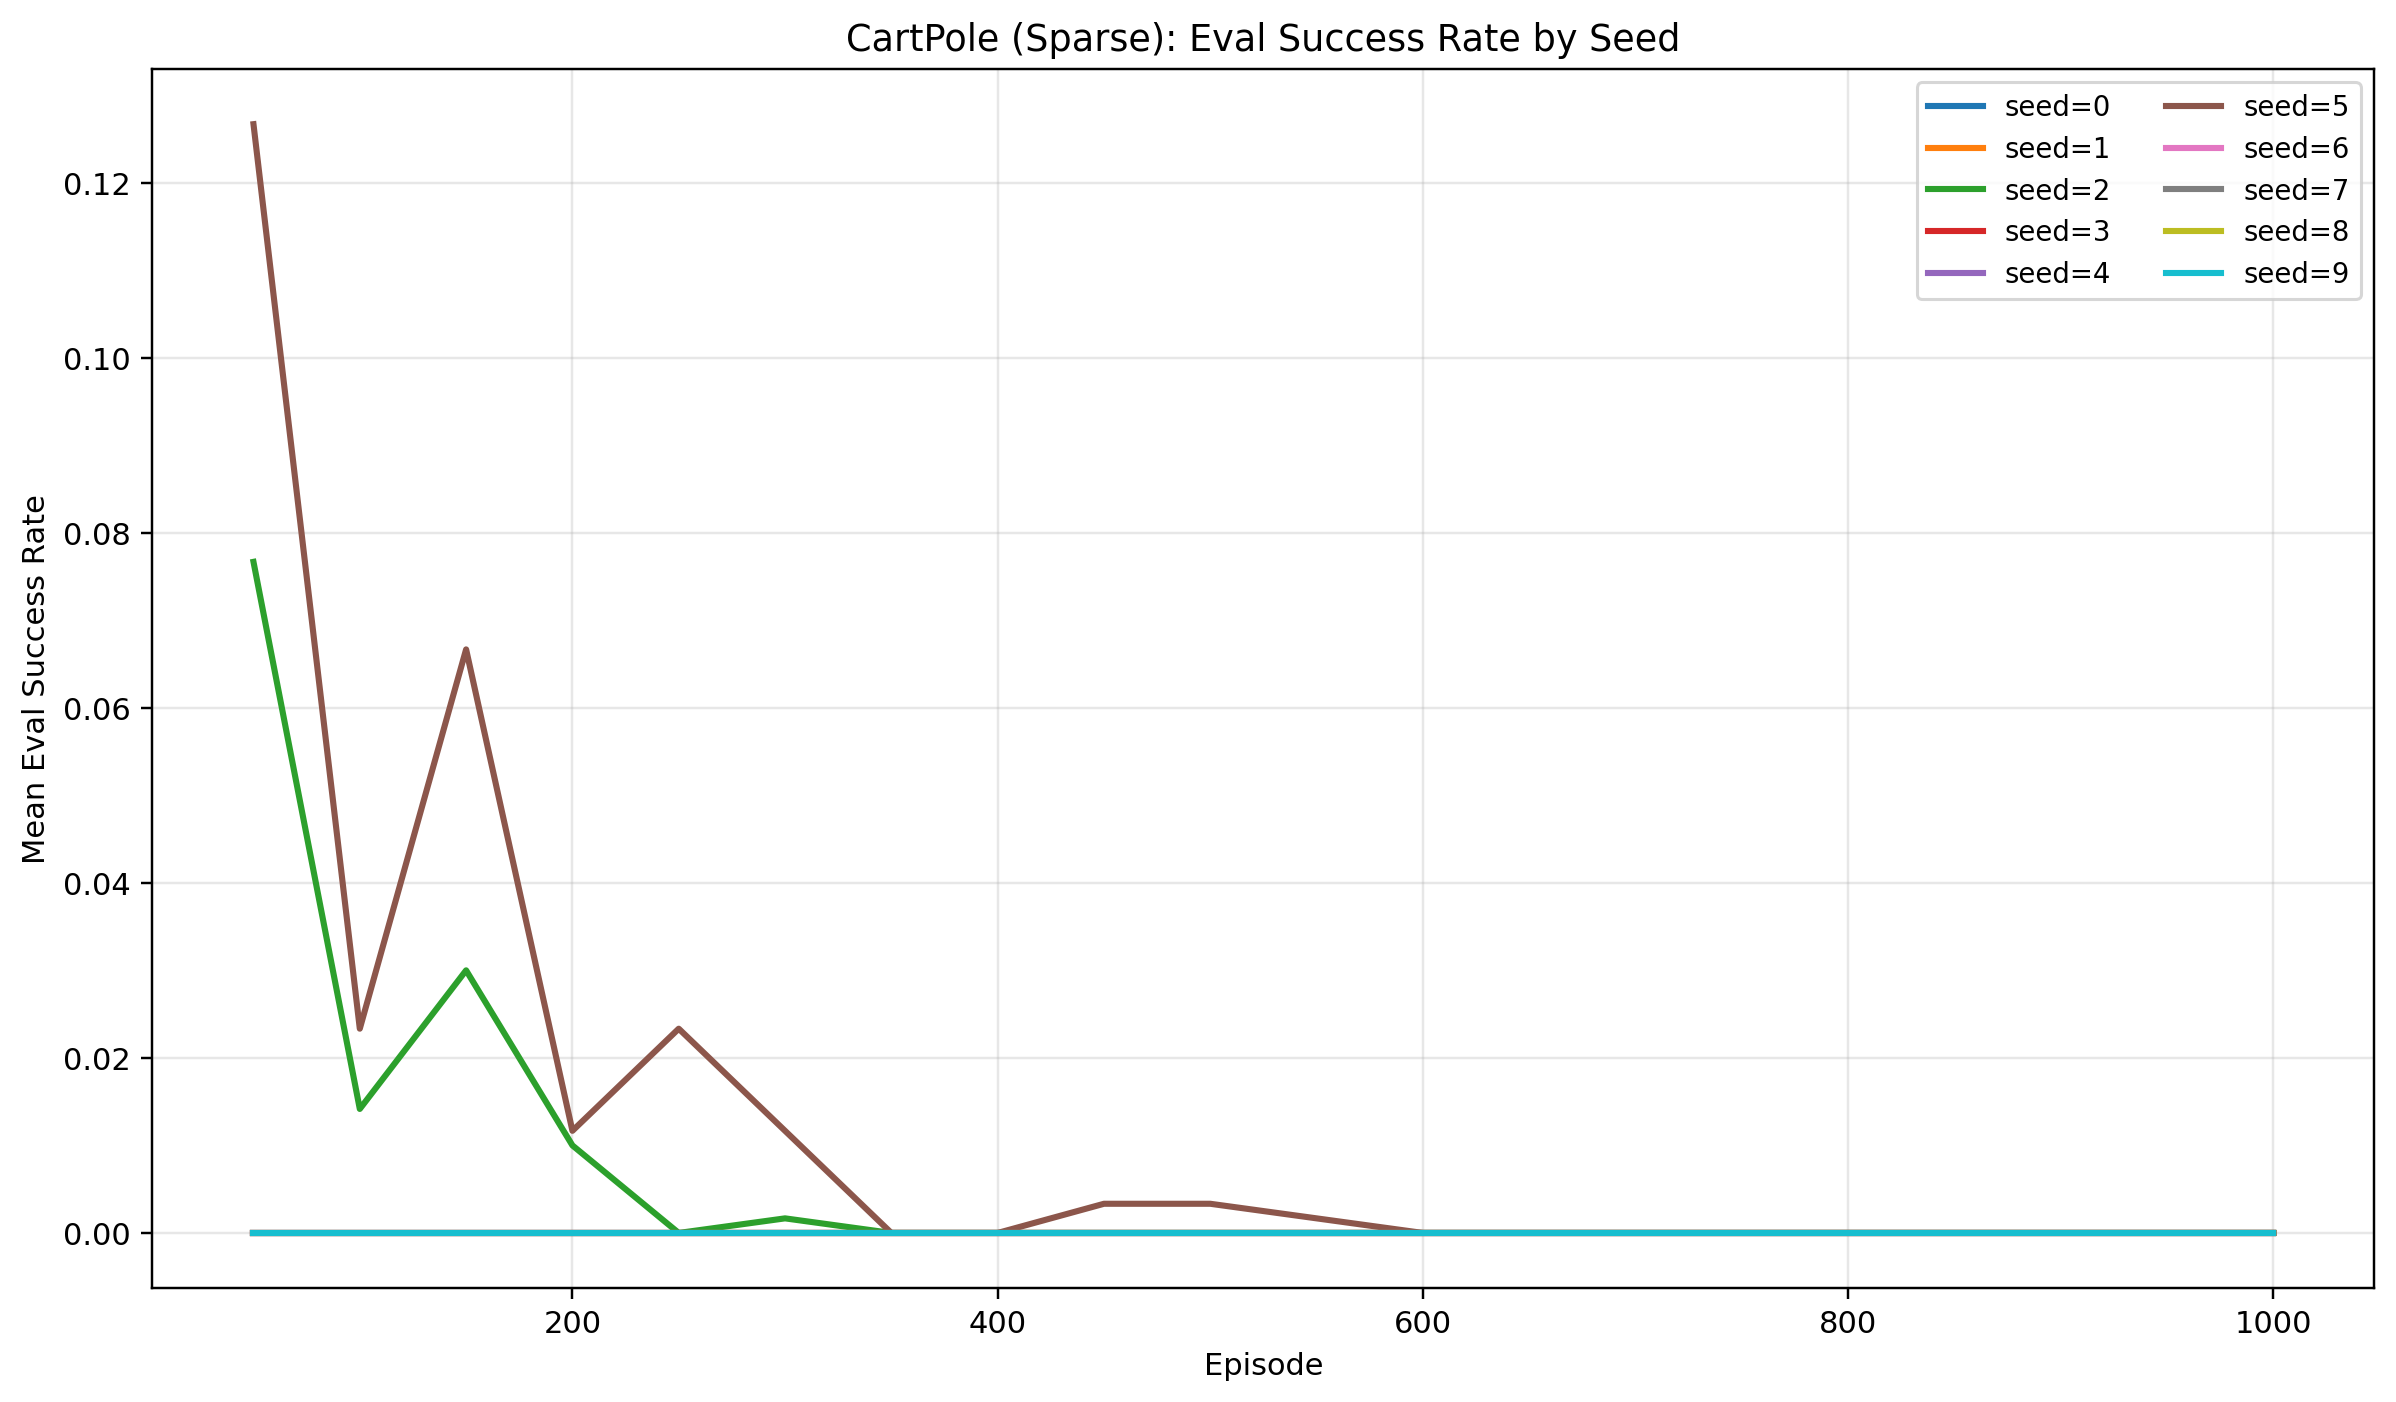 CartPole (Sparse): Eval Success Rate by Seed
seed=0
seed=1
seed=2
seed=3
seed=4
seed=5
seed=6
seed=7
seed=8
seed=9
Mean Eval Success Rate
0.12
0.10
0.08
0.06
0.04
0.02
0.00
200 400 600 800 1000
Episode